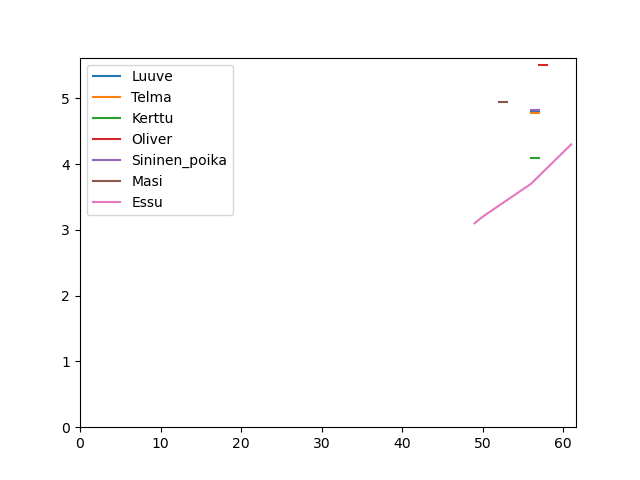 Luuve
Telma
Kerttu
Oliver
Sininen_poika
Masi
Essu
5
4
3
2
1
0
0 10 20 30 40 50 60